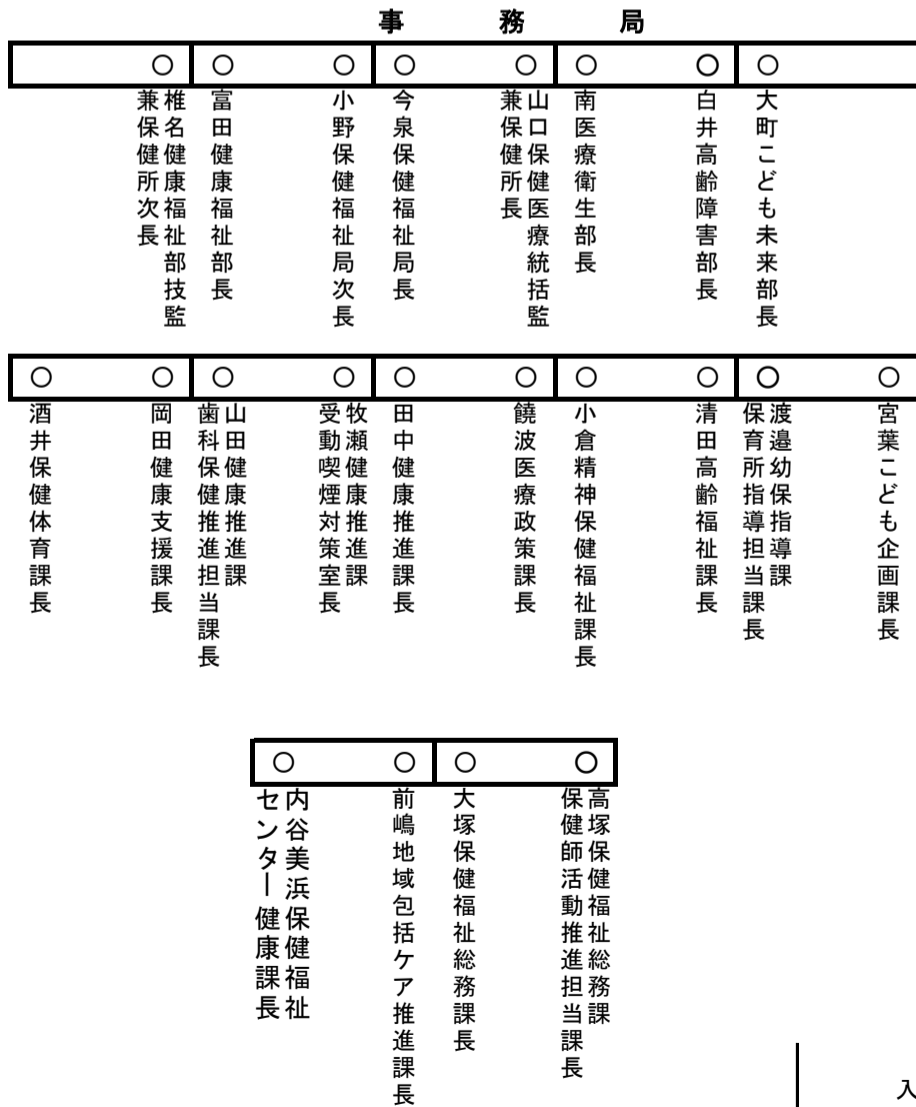 事務局
椎名健康福祉部技監
兼保健所次長
富田健康福祉部長
小野保健福祉局次長
今泉保健福祉局長
山口保健医療統括監
兼保健所長
南医療衛生部長
白井高齢障害部長
大町こども未来部長
酒井保健体育課長
岡田健康支援課長
山田健康推進課
歯科保健推進担当課長
牧瀬健康推進課
受動喫煙対策室長
田中健康推進課長
饒波医療政策課長
小倉精神保健福祉課長
清田高齢福祉課長
渡邉幼保指導課
保育所指導担当課長
宮葉こども企画課長
内谷美浜保健福祉
センター健康課長
前嶋地域包括ケア推進課長
大塚保健福祉総務課長
高塚保健福祉総務課
保健師活動推進担当課長
入